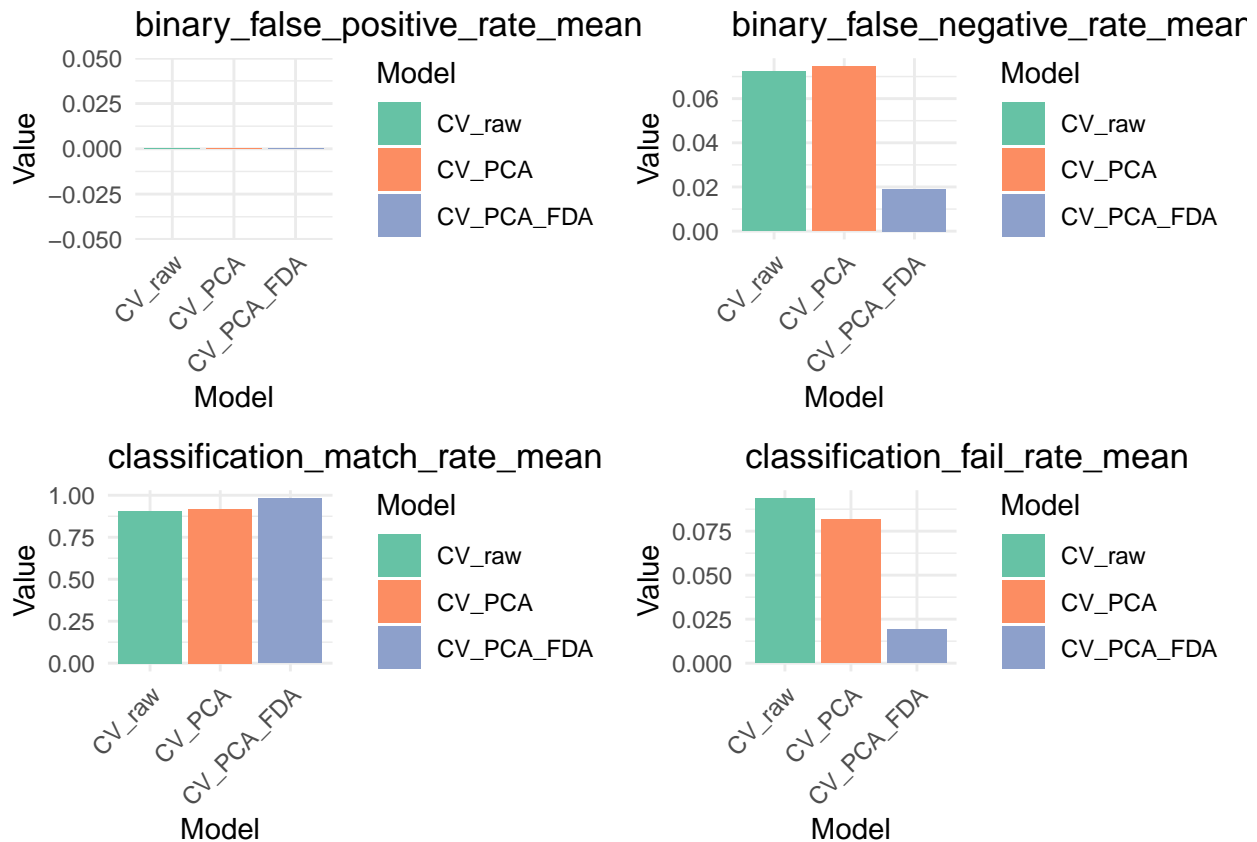 binary_false_positive_rate_mean
0.050
0.025
0.000
−0.025
−0.050
Value
CV_raw
CV_PCA
CV_PCA_FDA
Model
Model
CV_raw
CV_PCA
CV_PCA_FDA
binary_false_negative_rate_mean
0.06
0.04
0.02
0.00
Value
CV_raw
CV_PCA
CV_PCA_FDA
Model
Model
CV_raw
CV_PCA
CV_PCA_FDA
classification_match_rate_mean
1.00
0.75
0.50
0.25
0.00
Value
CV_raw
CV_PCA
CV_PCA_FDA
Model
Model
CV_raw
CV_PCA
CV_PCA_FDA
classification_fail_rate_mean
0.075
0.050
0.025
0.000
Value
CV_raw
CV_PCA
CV_PCA_FDA
Model
Model
CV_raw
CV_PCA
CV_PCA_FDA